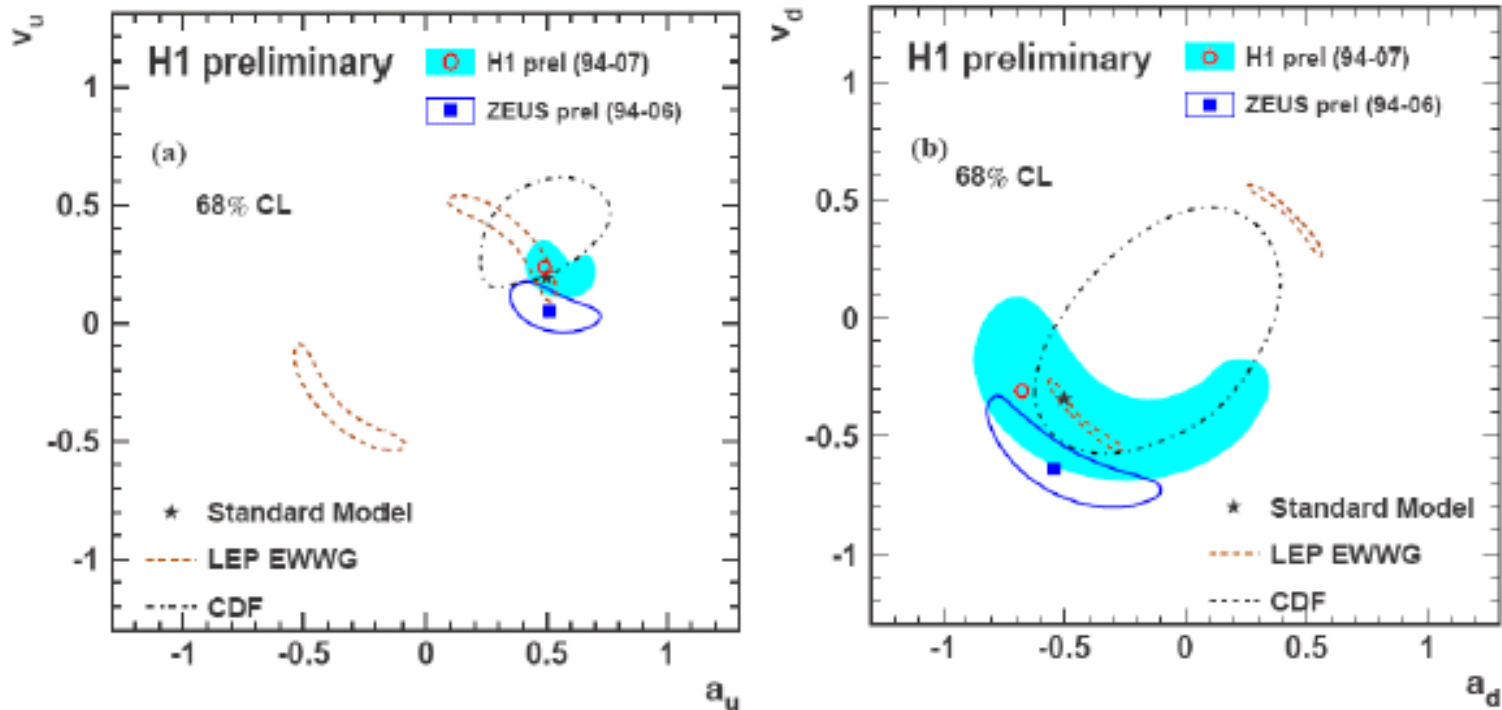 v_u
H1 preliminary
H1 prel (94-07)
ZEUS prel (94-06)
(a)
68% CL
1
0.5
0
-0.5
-1
Standard Model
LEP EWWG
CDF
-1
-0.5
0
0.5
1
a_u
v_d
H1 preliminary
H1 prel (94-07)
ZEUS prel (94-06)
(b)
68% CL
1
0.5
0
-0.5
-1
Standard Model
LEP EWWG
CDF
-1
-0.5
0
0.5
1
a_d